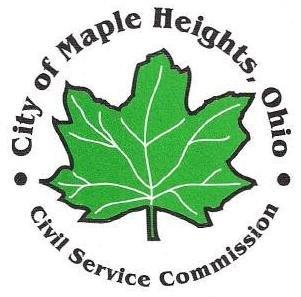 City of Maple Heights, Ohio
Civil Service Commission